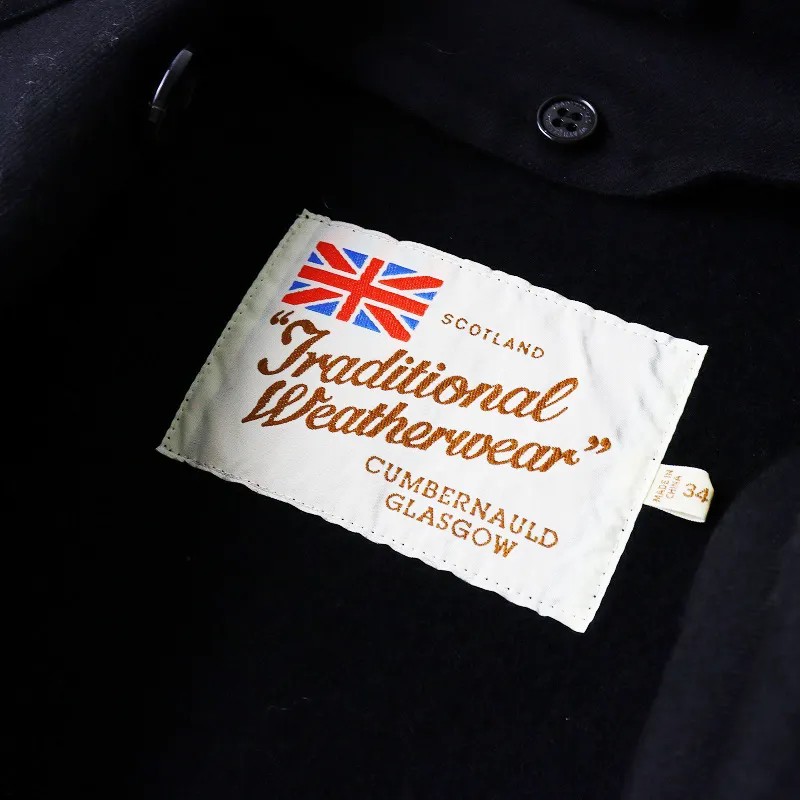 SCOTLAND
"Traditional
Weatherwear"
CUMBERNAULD
GLASGOW
MADE IN
CHINA
34